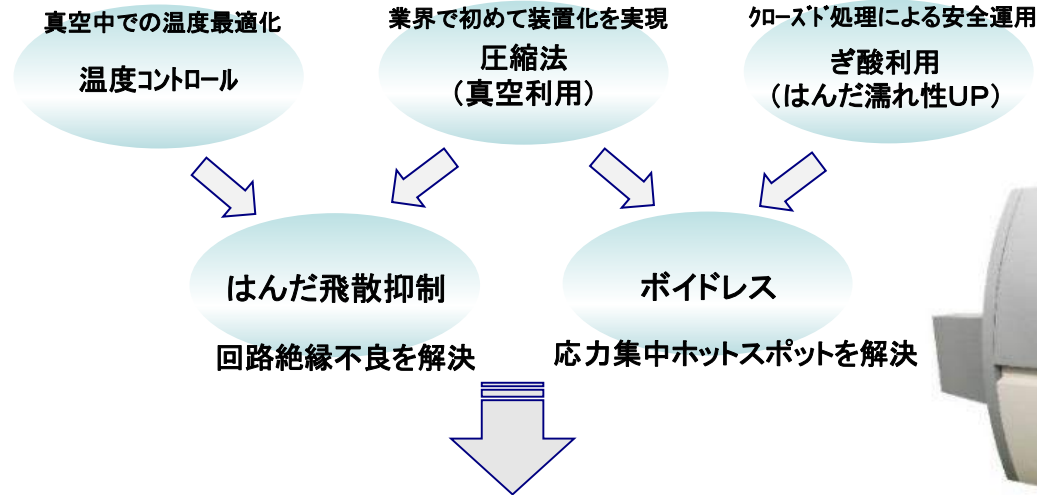 真空中での温度最適化
温度コントロール
業界で初めて装置化を実現
圧縮法
（真空利用）
クローズド処理による安全運用
ぎ酸利用
（はんだ濡れ性UP）
はんだ飛散抑制
回路絶縁不良を解決
ボイドレス
応力集中ホットスポットを解決